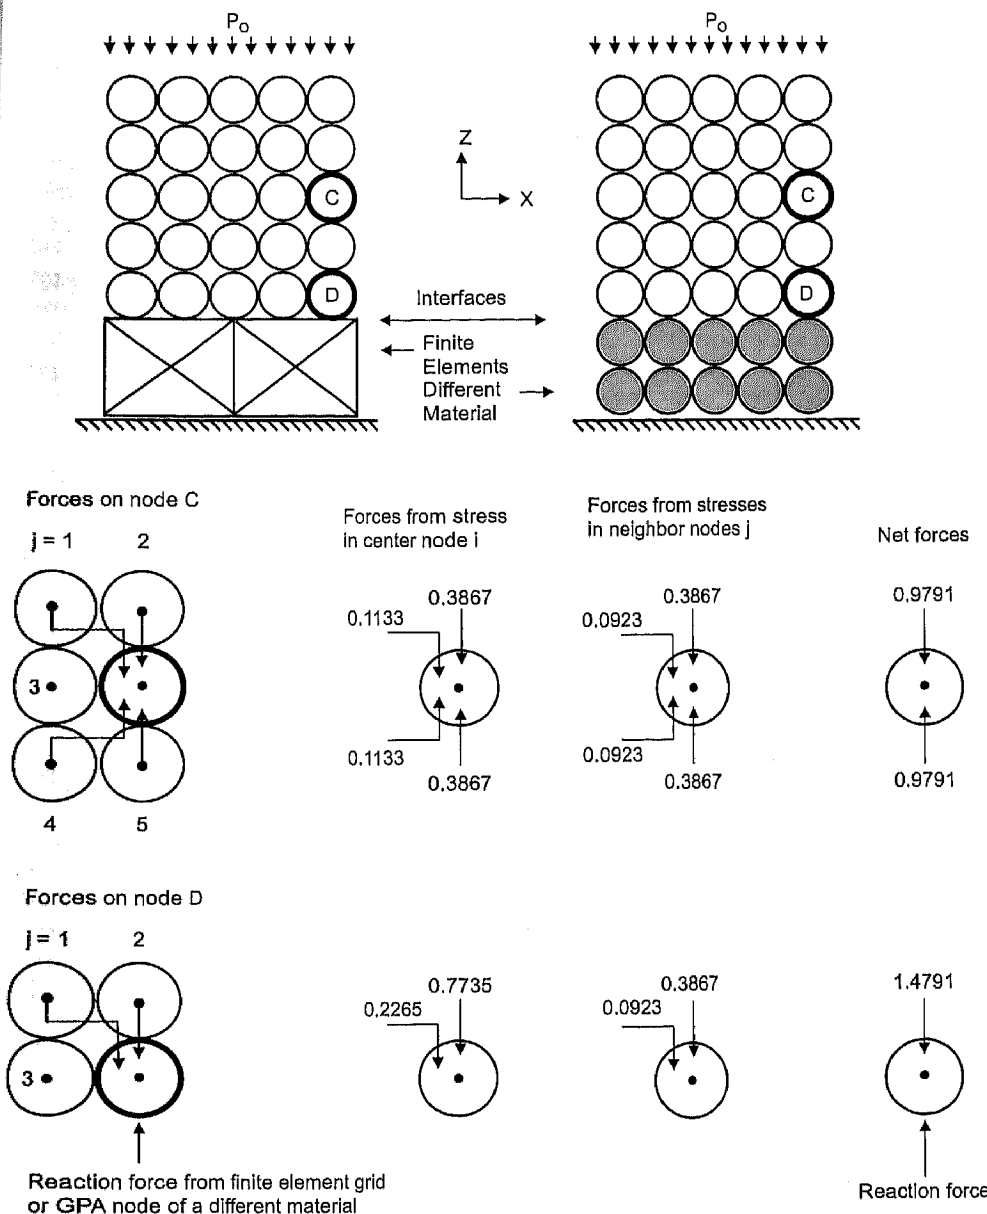 Po
Po
Z
X
C
D
C
D
Interfaces
Finite
Elements
Different
Material
Forces on node C
j = 1
2
3
4
5
Forces from stress
in center node i
0.1133
0.3867
0.1133
0.3867
Forces from stresses
in neighbor nodes j
0.0923
0.3867
0.0923
0.3867
Net forces
0.9791
0.9791
Forces on node D
j = 1
2
3
Reaction force from finite element grid
or GPA node of a different material
0.2265
0.7735
0.0923
0.3867
1.4791
Reaction force